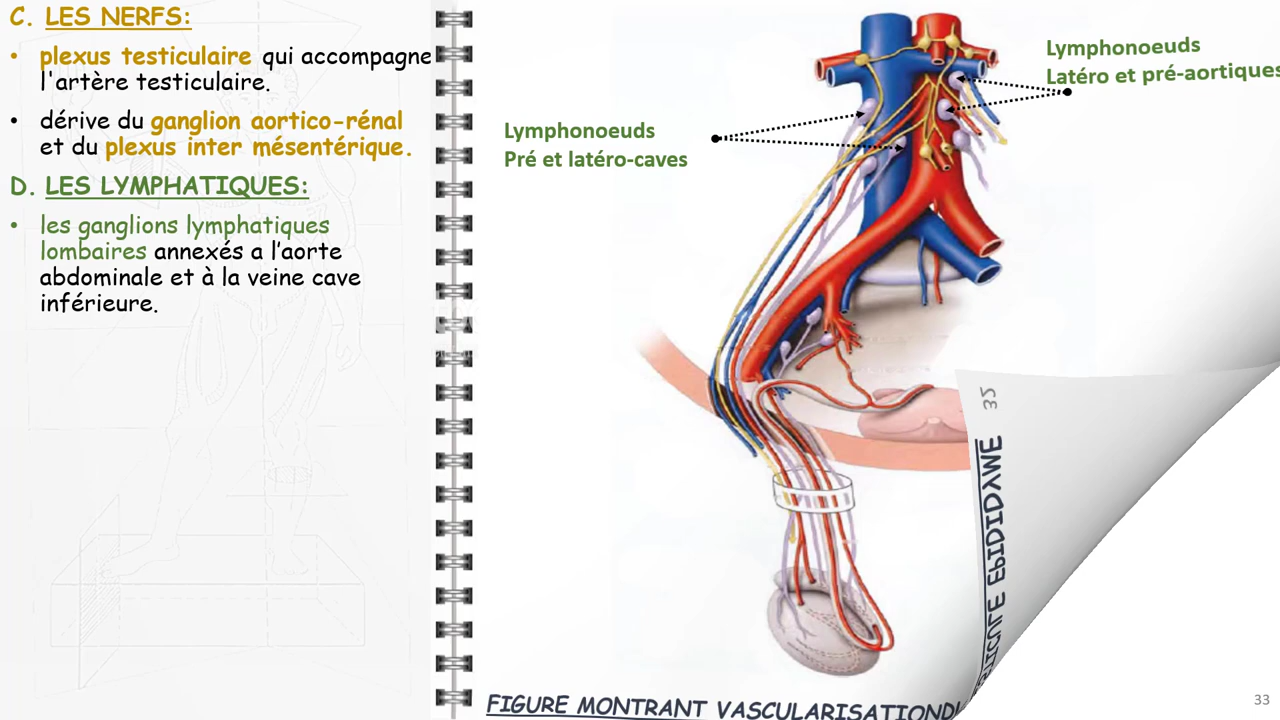 C. LES NERFS:
• plexus testiculaire qui accompagne
l'artère testiculaire.
• dérive du ganglion aortico-rénal
et du plexus inter mésentérique.
D. LES LYMPHATIQUES:
• les ganglions lymphatiques
lombaires annexés a l'aorte
abdominale et à la veine cave
inférieure.
Lymphonoeuds
Latéro et pré-aortiques
Lymphonoeuds
Pré et latéro-caves
32
EPIDIDYME
FIGURE MONTRANT VASCULARISATION
33